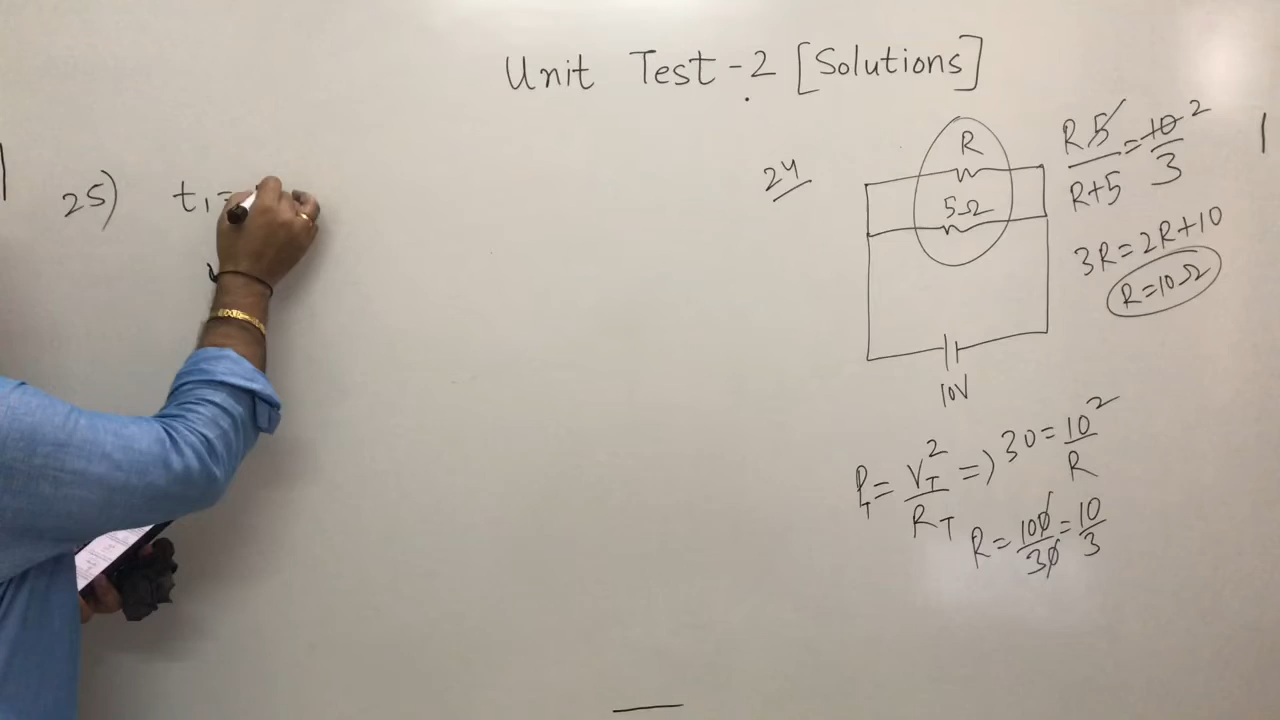 Unit Test - 2 [Solutions]
25) t₁ =
24
R
5Ω
10V
R5/R+5 = 10²/3
3R = 2R + 10
R = 10Ω
P_T = V_T²/R_T => 30 = 10²/R
R = 100/30 = 10/3